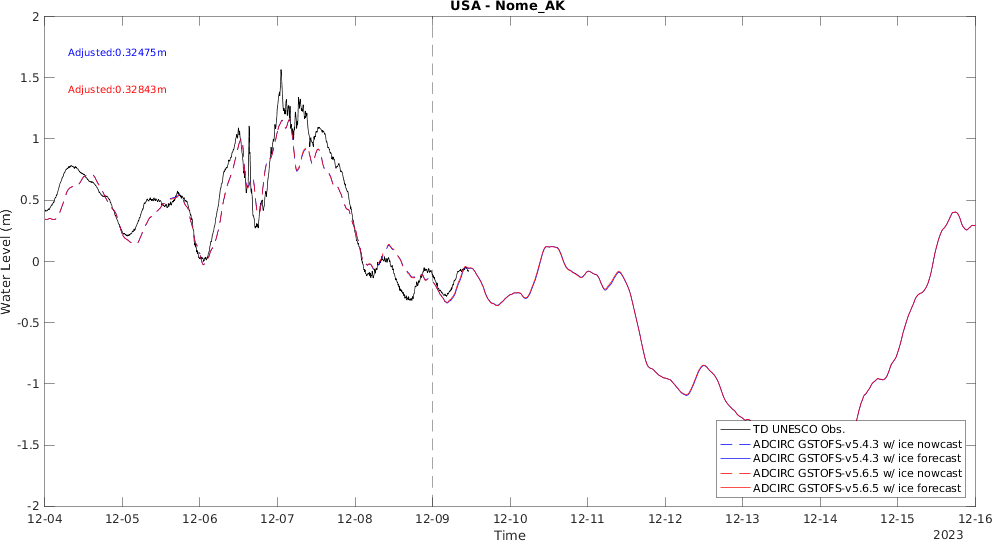 USA - Nome_AK
Adjusted:0.32475m
Adjusted:0.32843m
Water Level (m)
2
1.5
1
0.5
0
-0.5
-1
-1.5
-2
TD UNESCO Obs.
ADCIRC GSTOFS-v5.4.3 w/ ice nowcast
ADCIRC GSTOFS-v5.4.3 w/ ice forecast
ADCIRC GSTOFS-v5.6.5 w/ ice nowcast
ADCIRC GSTOFS-v5.6.5 w/ ice forecast
12-04 12-05 12-06 12-07 12-08 12-09 12-10 12-11 12-12 12-13 12-14 12-15 12-16
Time
2023